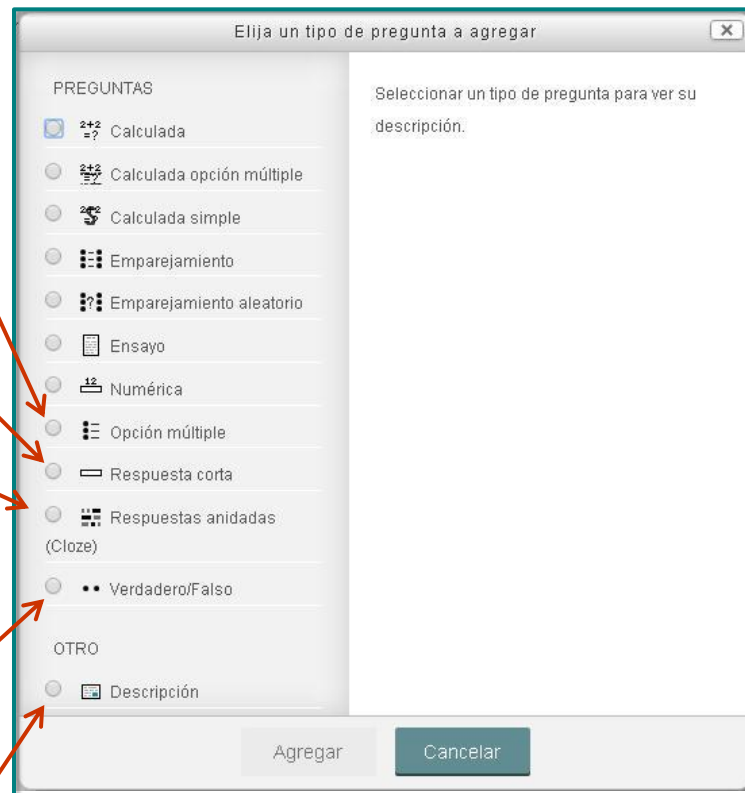 Elija un tipo de pregunta a agregar
PREGUNTAS
Calculada
Calculada opción múltiple
Calculada simple
Emparejamiento
Emparejamiento aleatorio
Ensayo
Numérica
Opción múltiple
Respuesta corta
Respuestas anidadas
(Cloze)
Verdadero/Falso
OTRO
Descripción
Seleccionar un tipo de pregunta para ver su
descripción.
Agregar
Cancelar